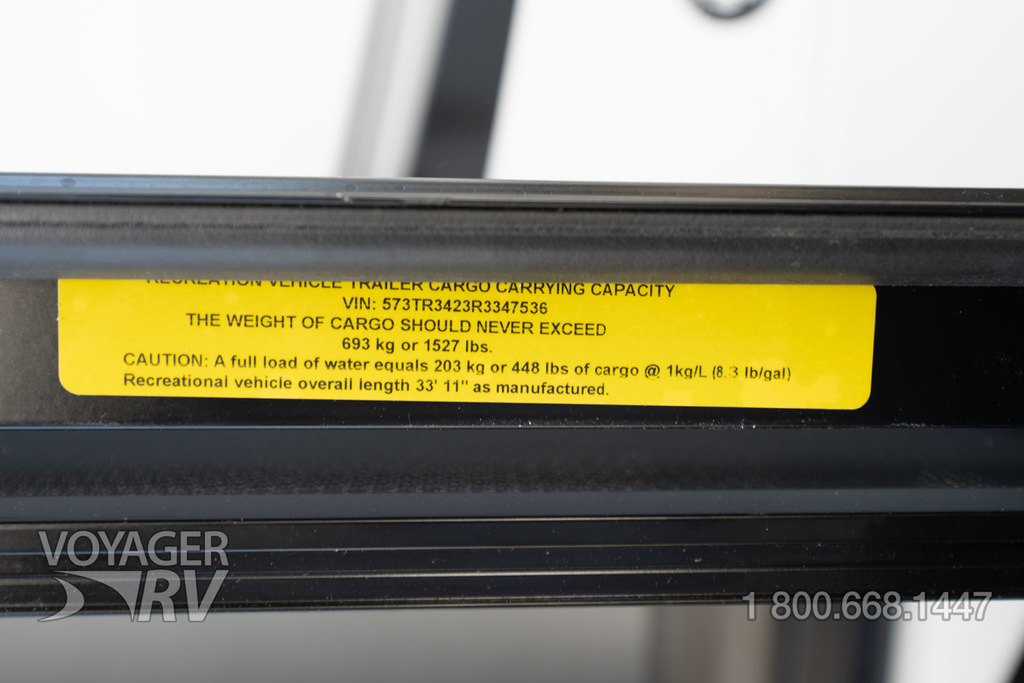 RECREATION VEHICLE TRAILER CARGO CARRYING CAPACITY
VIN: 573TR3423R3347536
THE WEIGHT OF CARGO SHOULD NEVER EXCEED
693 kg or 1527 lbs.
CAUTION: A full load of water equals 203 kg or 448 lbs of cargo @ 1kg/L (8.3 lb/gal)
Recreational vehicle overall length 33' 11" as manufactured.
VOYAGER
RV
1 800.668.1447